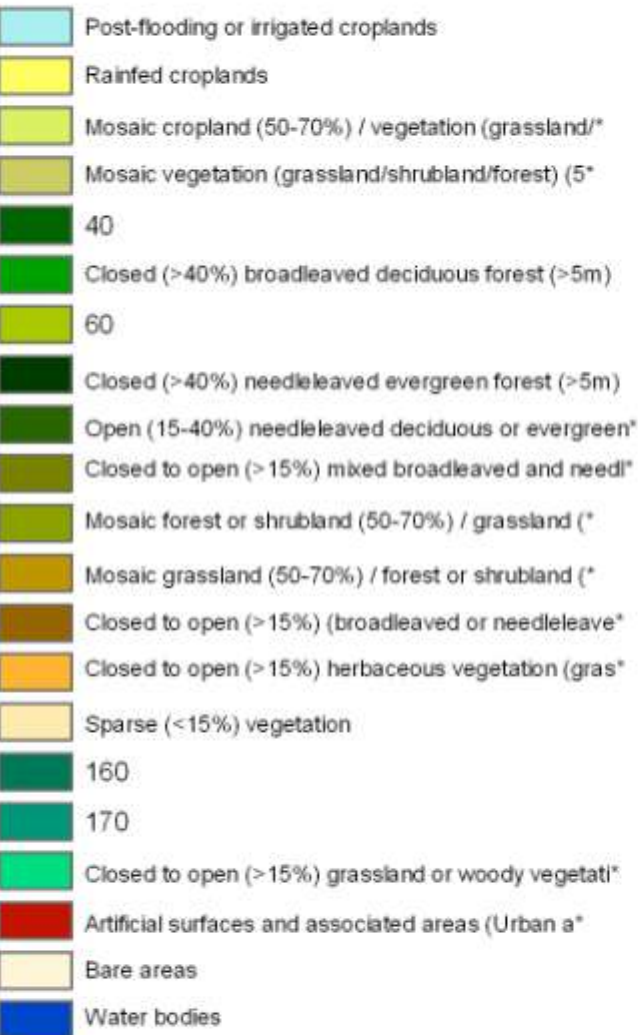 Post-flooding or irrigated croplands
Rainfed croplands
Mosaic cropland (50-70%) / vegetation (grassland/*
Mosaic vegetation (grassland/shrubland/forest) (5*
40
Closed (>40%) broadleaved deciduous forest (>5m)
60
Closed (>40%) needleleaved evergreen forest (>5m)
Open (15-40%) needleleaved deciduous or evergreen*
Closed to open (>15%) mixed broadleaved and needl*
Mosaic forest or shrubland (50-70%) / grassland (*
Mosaic grassland (50-70%) / forest or shrubland (*
Closed to open (>15%) (broadleaved or needleleave*
Closed to open (>15%) herbaceous vegetation (gras*
Sparse (<15%) vegetation
160
170
Closed to open (>15%) grassland or woody vegetati*
Artificial surfaces and associated areas (Urban a*
Bare areas
Water bodies